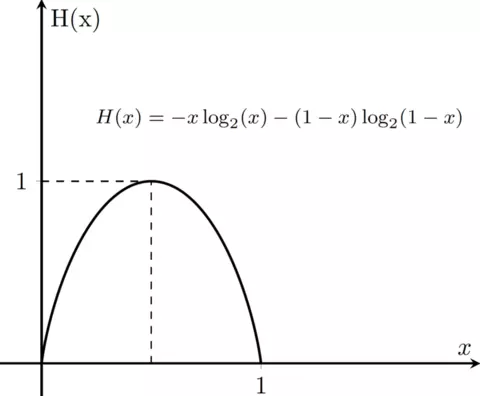 H(x)
H(x) = −x log₂(x) − (1 − x) log₂(1 − x)
1
x
1